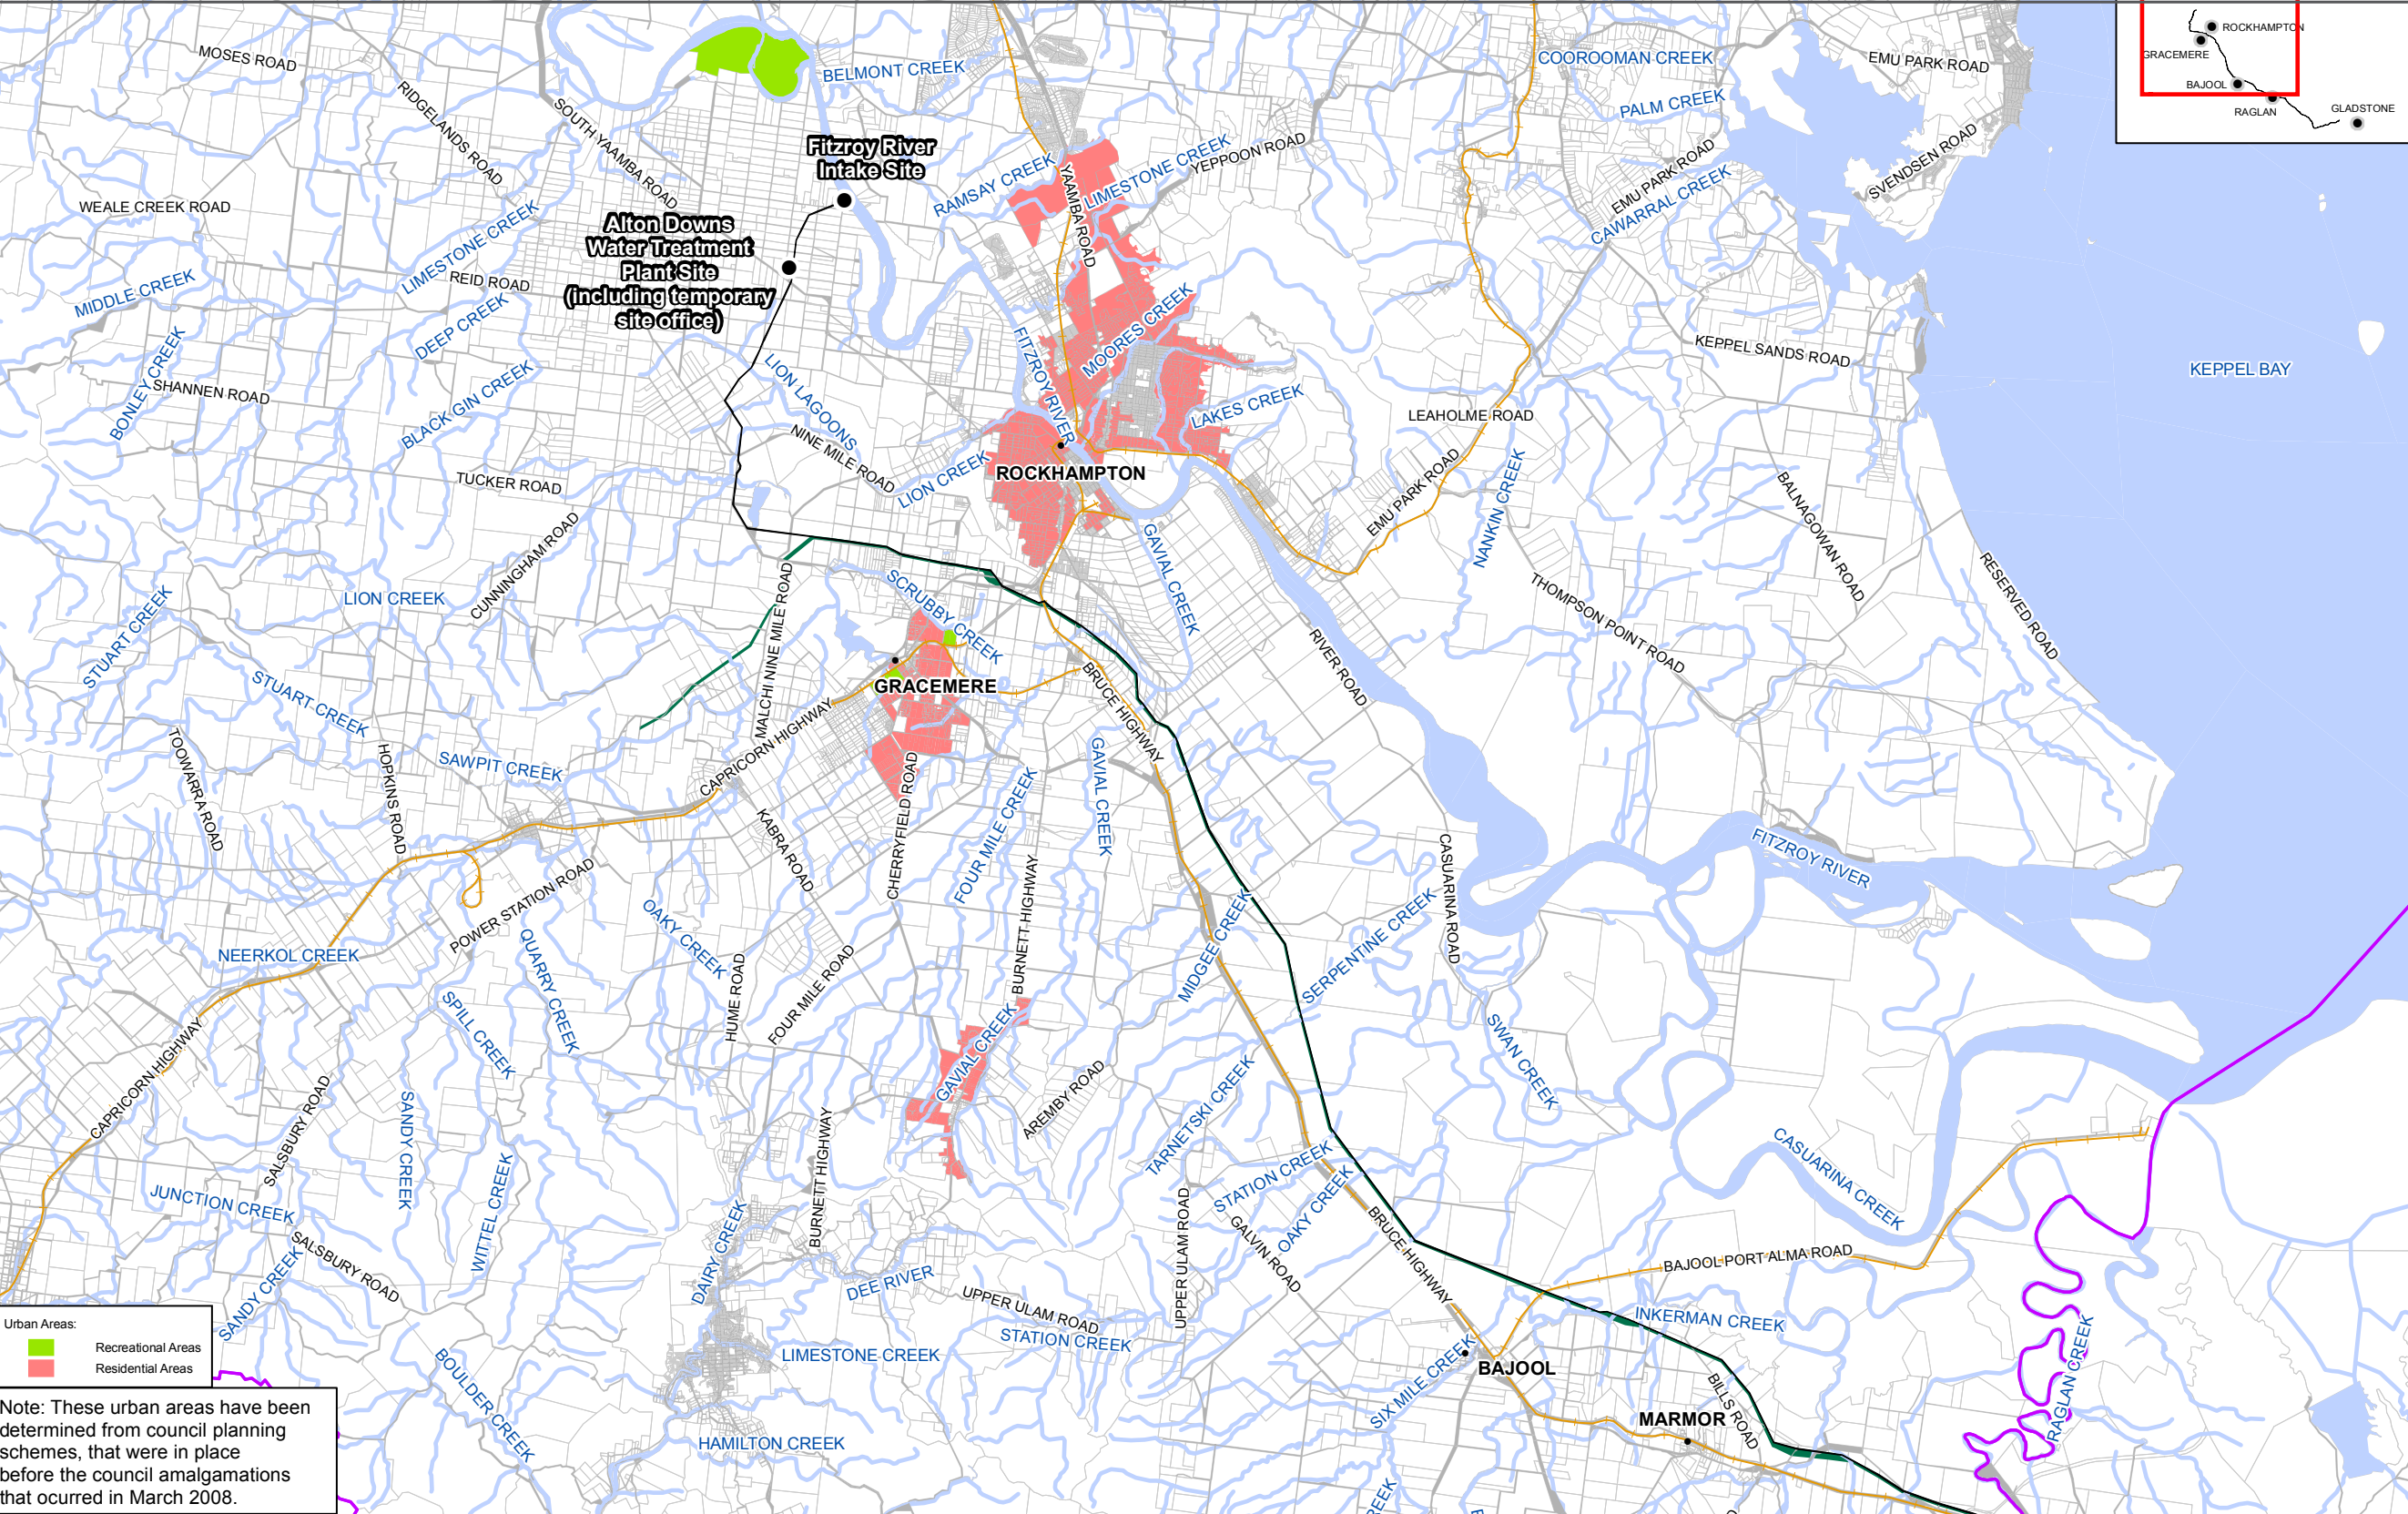 MOSES ROAD
BELMONT CREEK
COOROOMAN CREEK
EMU PARK ROAD
ROCKHAMPTON
GRACEMERE
BAJOOL
RAGLAN
GLADSTONE
RIDGELANDS ROAD
SOUTH YAAMBA ROAD
PALM CREEK
Fitzroy River
Intake Site
RAMSAY CREEK
YAAMBA ROAD
LIMESTONE CREEK
YEPPOON ROAD
EMU PARK ROAD
CAWARRAL CREEK
SVENDSEN ROAD
WEALE CREEK ROAD
Alton Downs
Water Treatment
Plant Site
(including temporary
site office)
LIMESTONE CREEK
REID ROAD
MIDDLE CREEK
DEEP CREEK
BONLEY CREEK
SHANNEN ROAD
BLACK GIN CREEK
LION LAGOONS
FITZROY RIVER
MOORES CREEK
KEPPEL SANDS ROAD
KEPPEL BAY
LAKES CREEK
LEAHOLME ROAD
NINE MILE ROAD
LION CREEK
ROCKHAMPTON
TUCKER ROAD
EMU PARK ROAD
NANKIN CREEK
BALNAGOWAN ROAD
CUNNINGHAM ROAD
GAVIAL CREEK
LION CREEK
SCRUBBY CREEK
STUART CREEK
THOMPSON POINT ROAD
RESERVED ROAD
MALCHI NINE MILE ROAD
RIVER ROAD
GRACEMERE
STUART CREEK
BRUCE HIGHWAY
CAPRICORN HIGHWAY
TOOWARRA ROAD
HOPKINS ROAD
SAWPIT CREEK
GAVIAL CREEK
CHERRYFIELD ROAD
FOUR MILE CREEK
KABRA ROAD
CASUARINA ROAD
FITZROY RIVER
BURNETT HIGHWAY
POWER STATION ROAD
OAKY CREEK
QUARRY CREEK
MIDGEE CREEK
SERPENTINE CREEK
NEERKOL CREEK
HUME ROAD
FOUR MILE ROAD
SPILL CREEK
GAVIAL CREEK
SWAN CREEK
CAPRICORN HIGHWAY
SALSBURY ROAD
SANDY CREEK
AREMBY ROAD
TARNETSKI CREEK
BURNETT HIGHWAY
STATION CREEK
CASUARINA CREEK
JUNCTION CREEK
WITTEL CREEK
DAIRY CREEK
UPPER ULAM ROAD
GALVIN ROAD
OAKY CREEK
BRUCE HIGHWAY
SALSBURY ROAD
SANDY CREEK
BAJOOL PORT ALMA ROAD
DEE RIVER
UPPER ULAM ROAD
STATION CREEK
INKERMAN CREEK
LIMESTONE CREEK
SIX MILE CREEK
BAJOOL
RAGLAN CREEK
BOULDER CREEK
BILLS ROAD
MARMOR
HAMILTON CREEK
Urban Areas:
Recreational Areas
Residential Areas
Note: These urban areas have been
determined from council planning
schemes, that were in place
before the council amalgamations
that ocurred in March 2008.